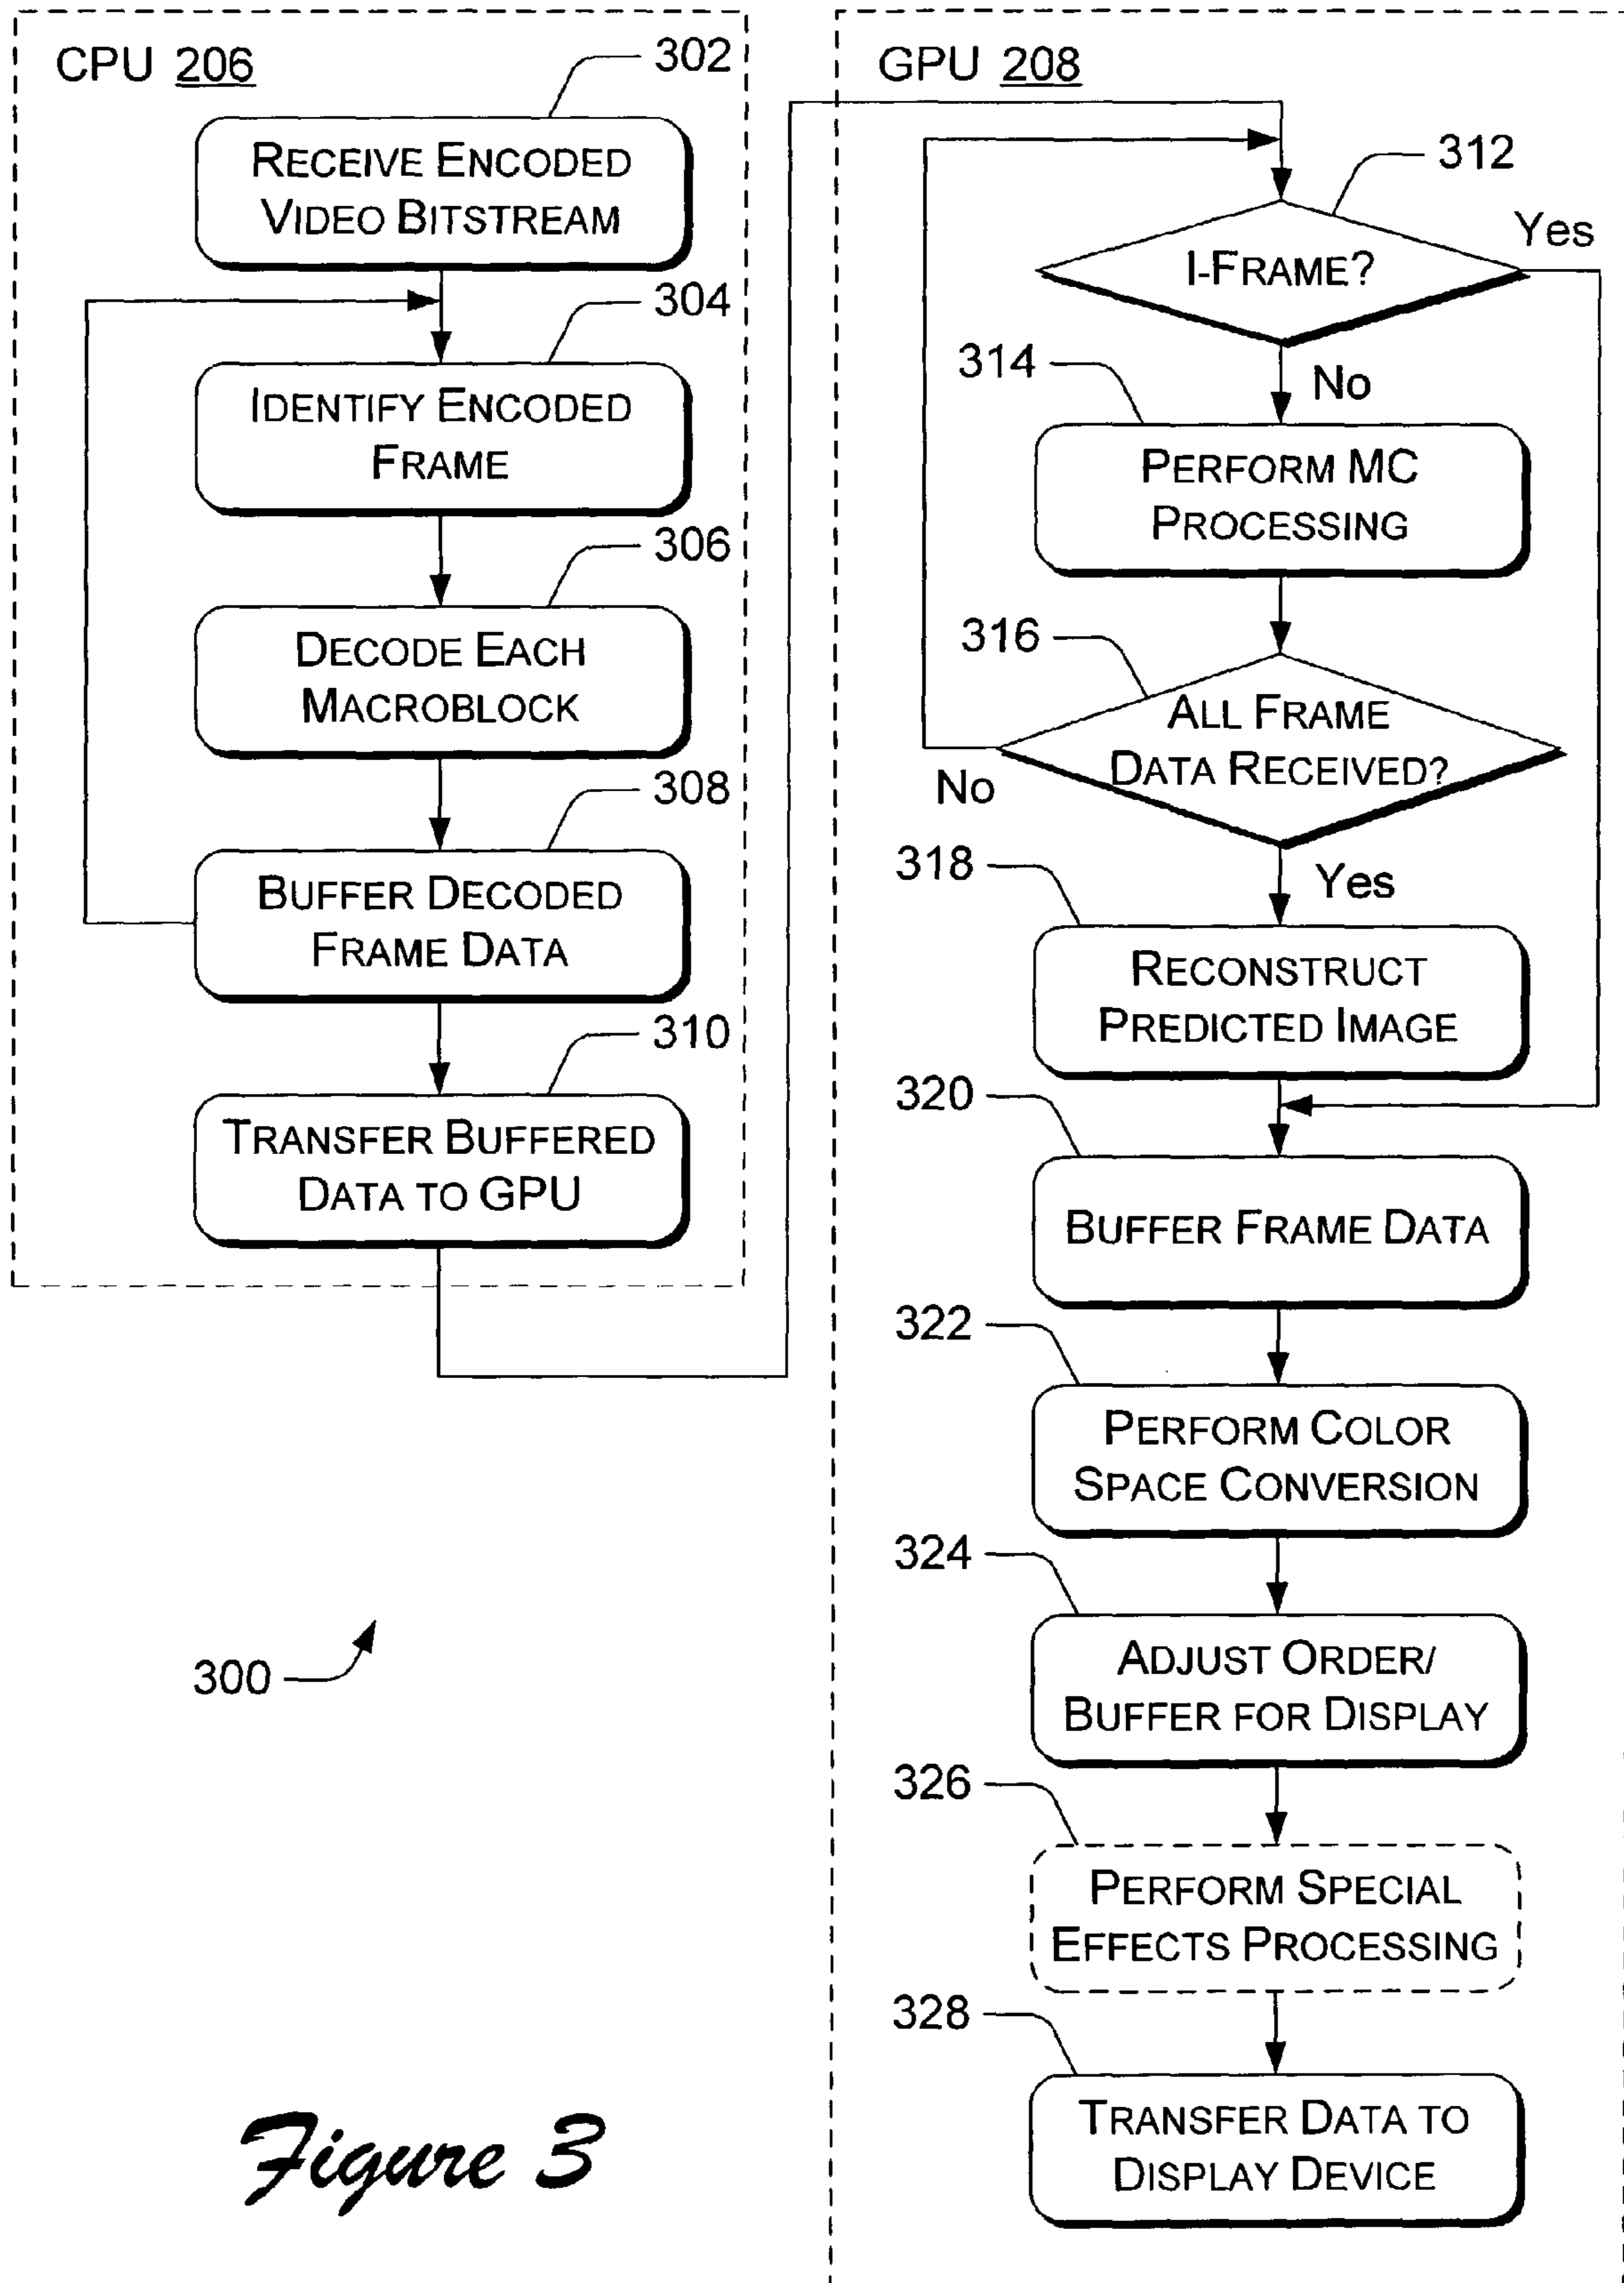 CPU 206
302
RECEIVE ENCODED
VIDEO BITSTREAM
304
IDENTIFY ENCODED
FRAME
306
DECODE EACH
MACROBLOCK
308
BUFFER DECODED
FRAME DATA
310
TRANSFER BUFFERED
DATA TO GPU
300
Figure 3
GPU 208
312
I-FRAME?
Yes
No
314
PERFORM MC
PROCESSING
316
ALL FRAME
DATA RECEIVED?
No
Yes
318
RECONSTRUCT
PREDICTED IMAGE
320
BUFFER FRAME DATA
322
PERFORM COLOR
SPACE CONVERSION
324
ADJUST ORDER/
BUFFER FOR DISPLAY
326
PERFORM SPECIAL
EFFECTS PROCESSING
328
TRANSFER DATA TO
DISPLAY DEVICE